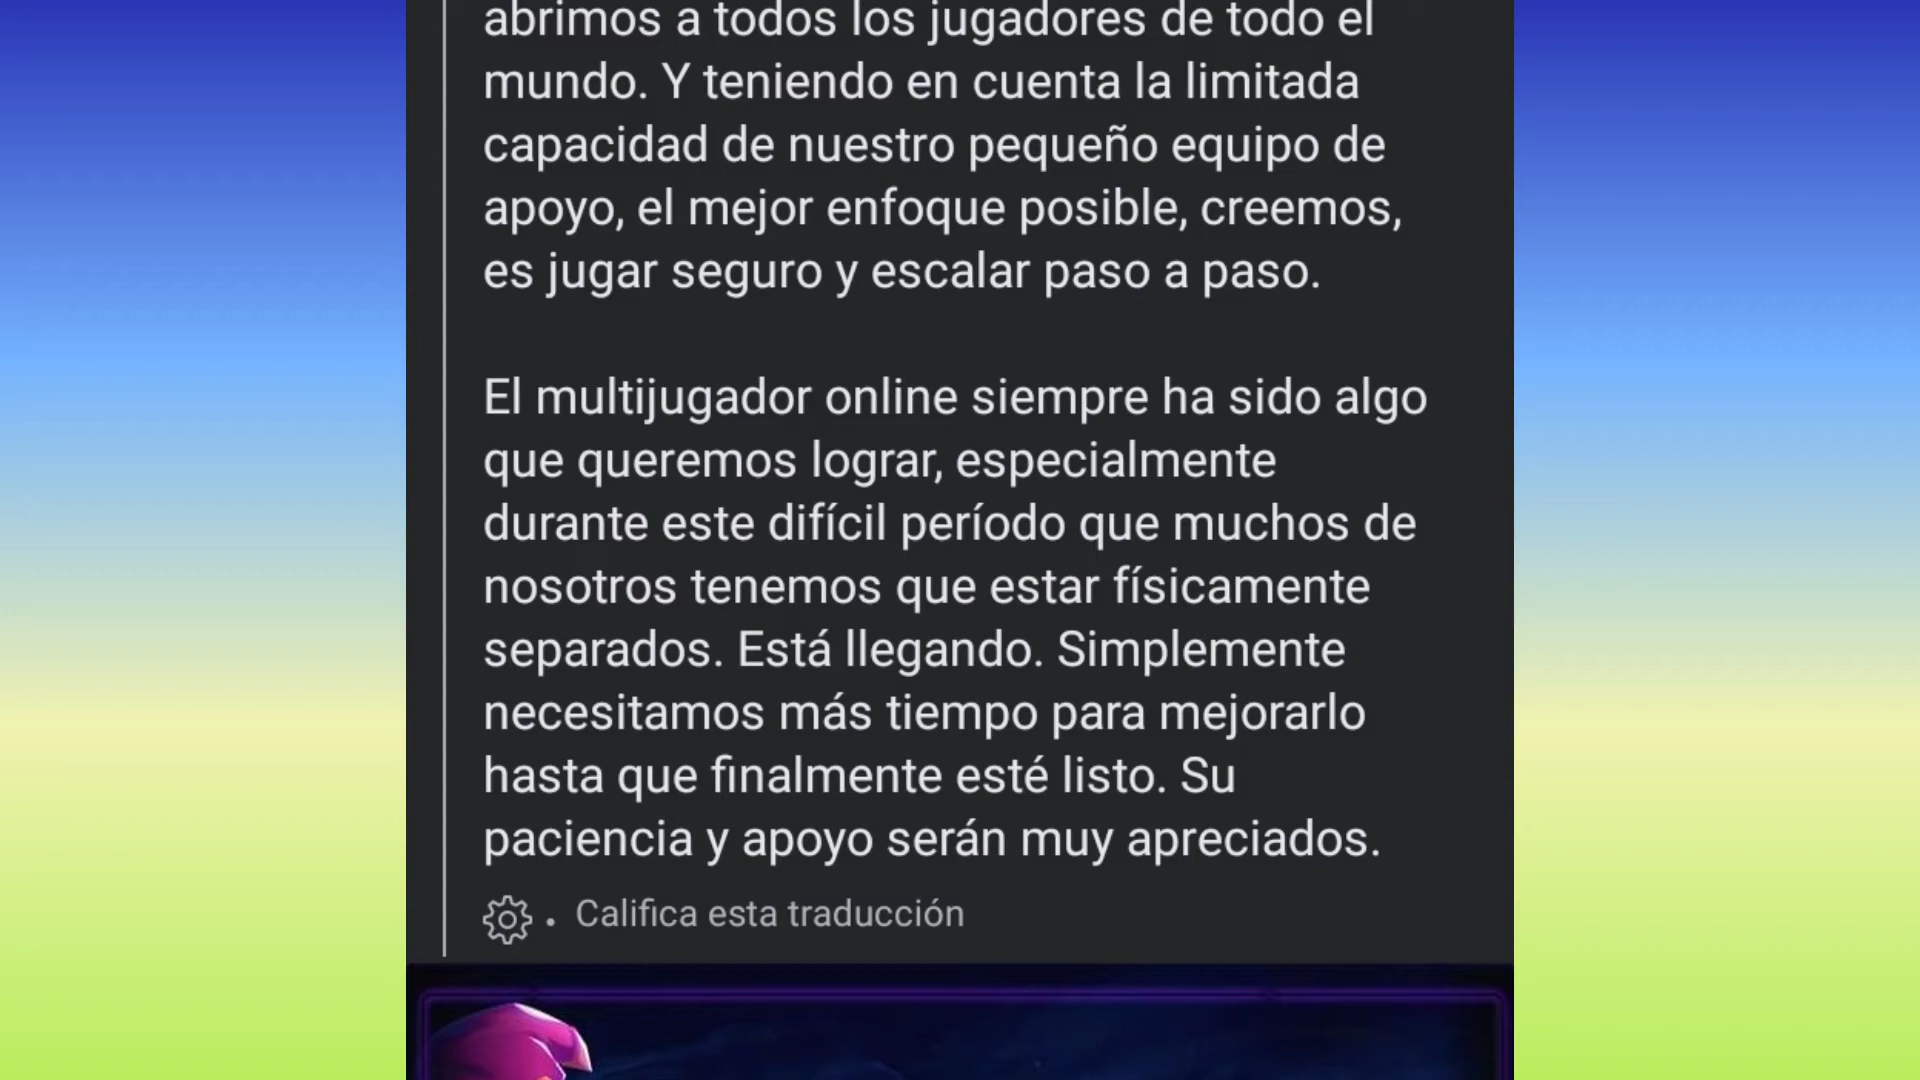 abrimos a todos los jugadores de todo el
mundo. Y teniendo en cuenta la limitada
capacidad de nuestro pequeño equipo de
apoyo, el mejor enfoque posible, creemos,
es jugar seguro y escalar paso a paso.
El multijugador online siempre ha sido algo
que queremos lograr, especialmente
durante este difícil período que muchos de
nosotros tenemos que estar físicamente
separados. Está llegando. Simplemente
necesitamos más tiempo para mejorarlo
hasta que finalmente esté listo. Su
paciencia y apoyo serán muy apreciados.
· Califica esta traducción